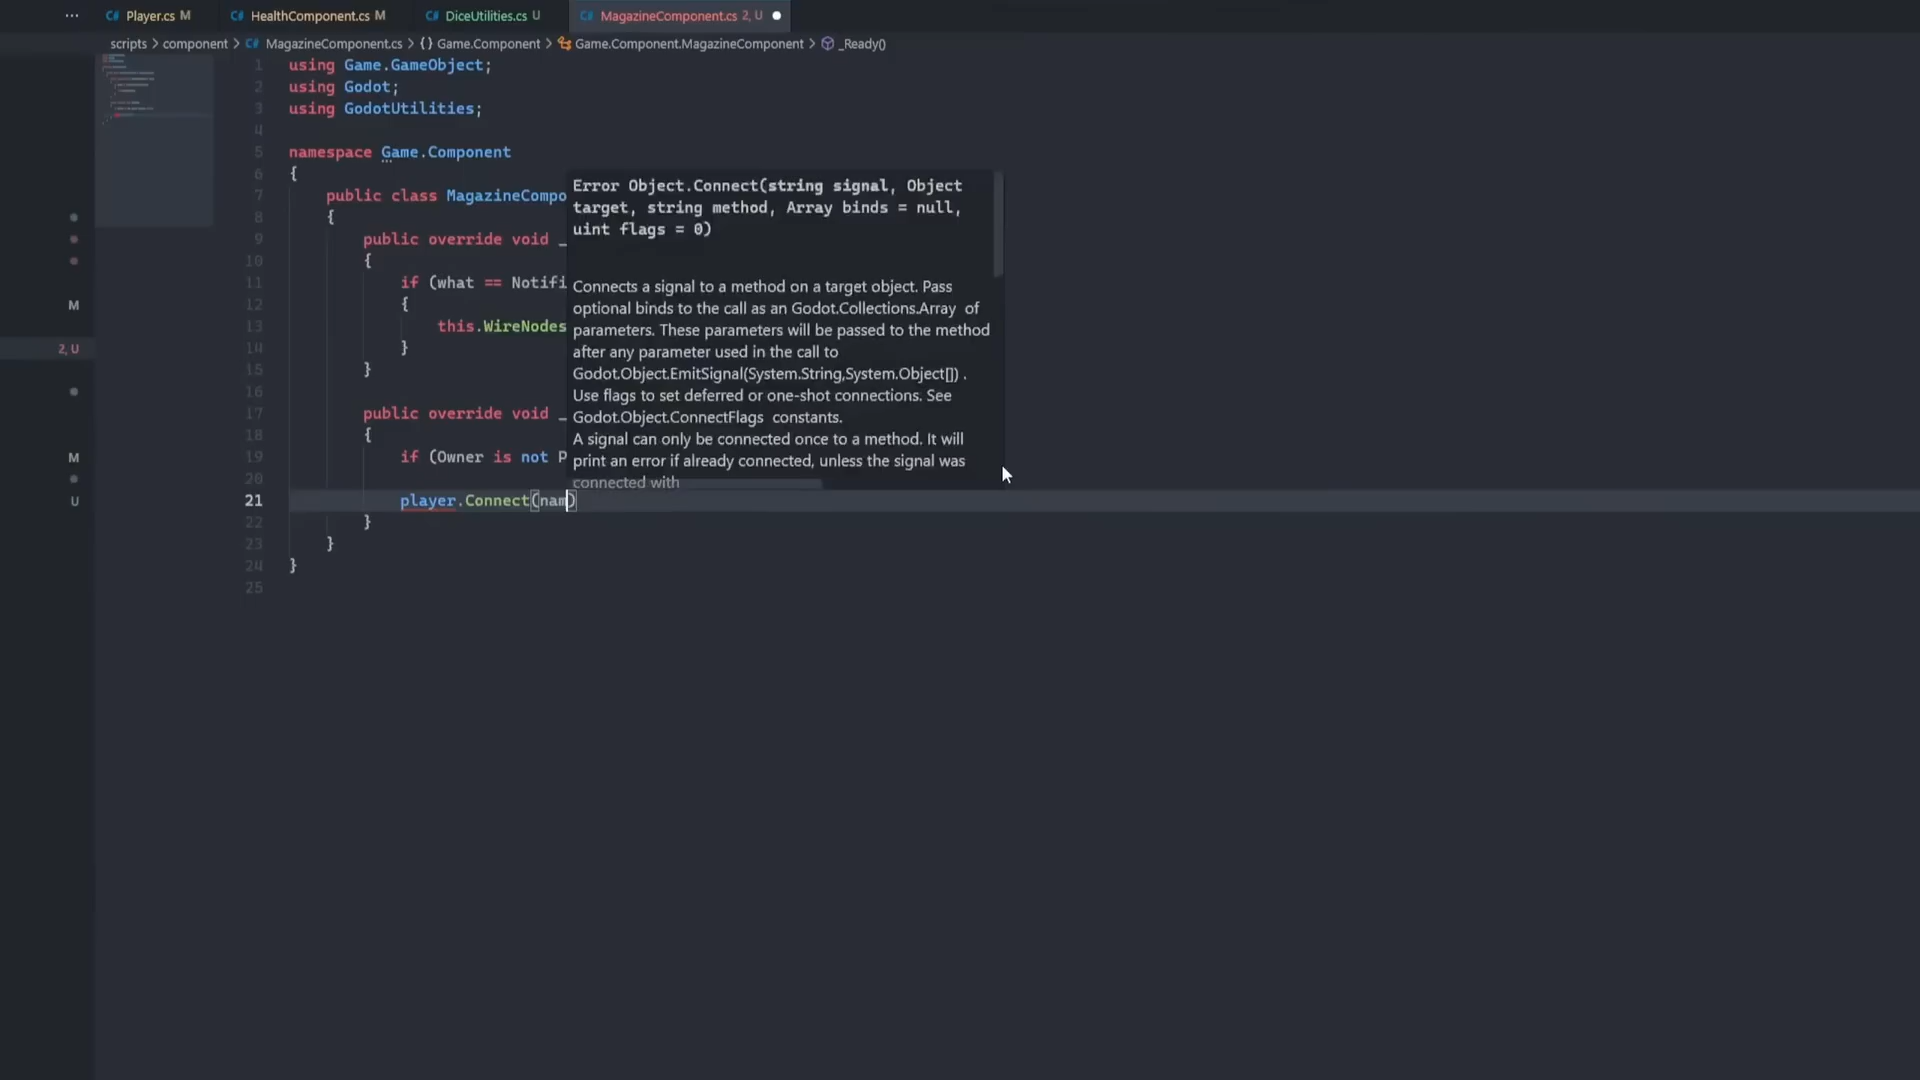 ··· C# Player.cs M C# HealthComponent.cs M C# DiceUtilities.cs U C# MagazineComponent.cs 2, U
scripts > component > C# MagazineComponent.cs > {} Game.Component > Game.Component.MagazineComponent > _Ready()
1 using Game.GameObject;
2 using Godot;
3 using GodotUtilities;
4
5 namespace Game.Component
6 {
7 public class MagazineCompo
8 {
9 public override void _
10 {
11 if (what == Notifi
12 {
13 this.WireNodes
14 }
15 }
16
17 public override void _
18 {
19 if (Owner is not P
20
21 player.Connect(nam)
22 }
23 }
24 }
25
Error Object.Connect(string signal, Object
target, string method, Array binds = null,
uint flags = 0)
Connects a signal to a method on a target object. Pass
optional binds to the call as an Godot.Collections.Array of
parameters. These parameters will be passed to the method
after any parameter used in the call to
Godot.Object.EmitSignal(System.String,System.Object[]) .
Use flags to set deferred or one-shot connections. See
Godot.Object.ConnectFlags constants.
A signal can only be connected once to a method. It will
print an error if already connected, unless the signal was
connected with
M
2, U
M
U